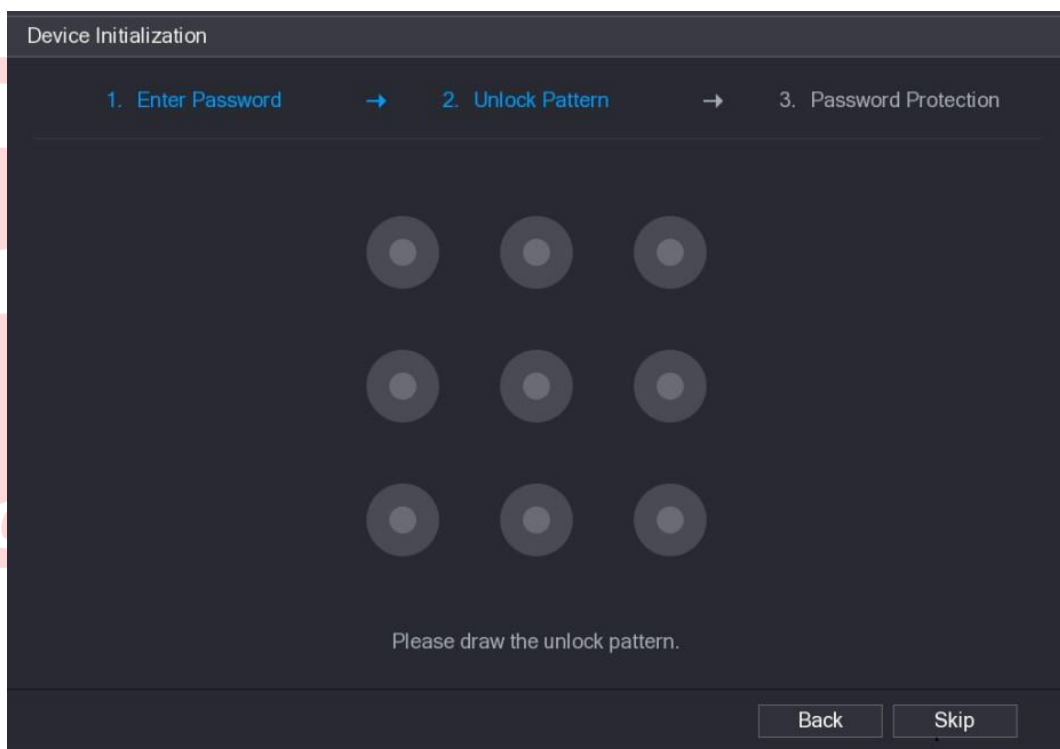 Device Initialization
1. Enter Password → 2. Unlock Pattern → 3. Password Protection
Please draw the unlock pattern.
Back Skip